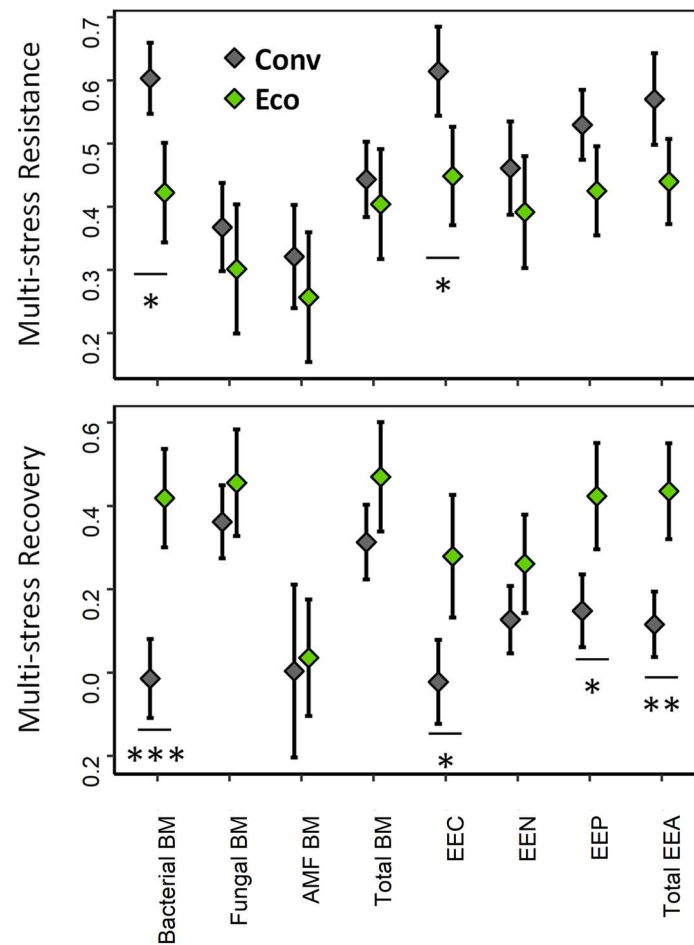 Multi-stress Resistance
0.7
0.6
0.5
0.4
0.3
0.2
Conv
Eco
*
*
Multi-stress Recovery
0.6
0.4
0.2
0.0
0.2
***
*
*
**
Bacterial BM
Fungal BM
AMF BM
Total BM
EEC
EEN
EEP
Total EEA